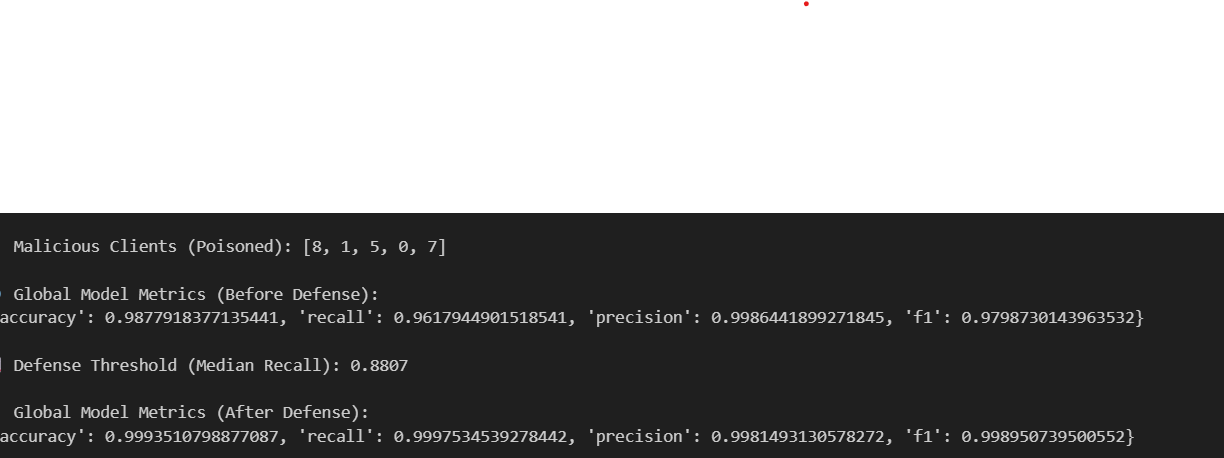 Malicious Clients (Poisoned): [8, 1, 5, 0, 7]
Global Model Metrics (Before Defense):
accuracy': 0.9877918377135441, 'recall': 0.9617944901518541, 'precision': 0.9986441899271845, 'f1': 0.9798730143963532}
Defense Threshold (Median Recall): 0.8807
Global Model Metrics (After Defense):
accuracy': 0.9993510798877087, 'recall': 0.9997534539278442, 'precision': 0.9981493130578272, 'f1': 0.998950739500552}